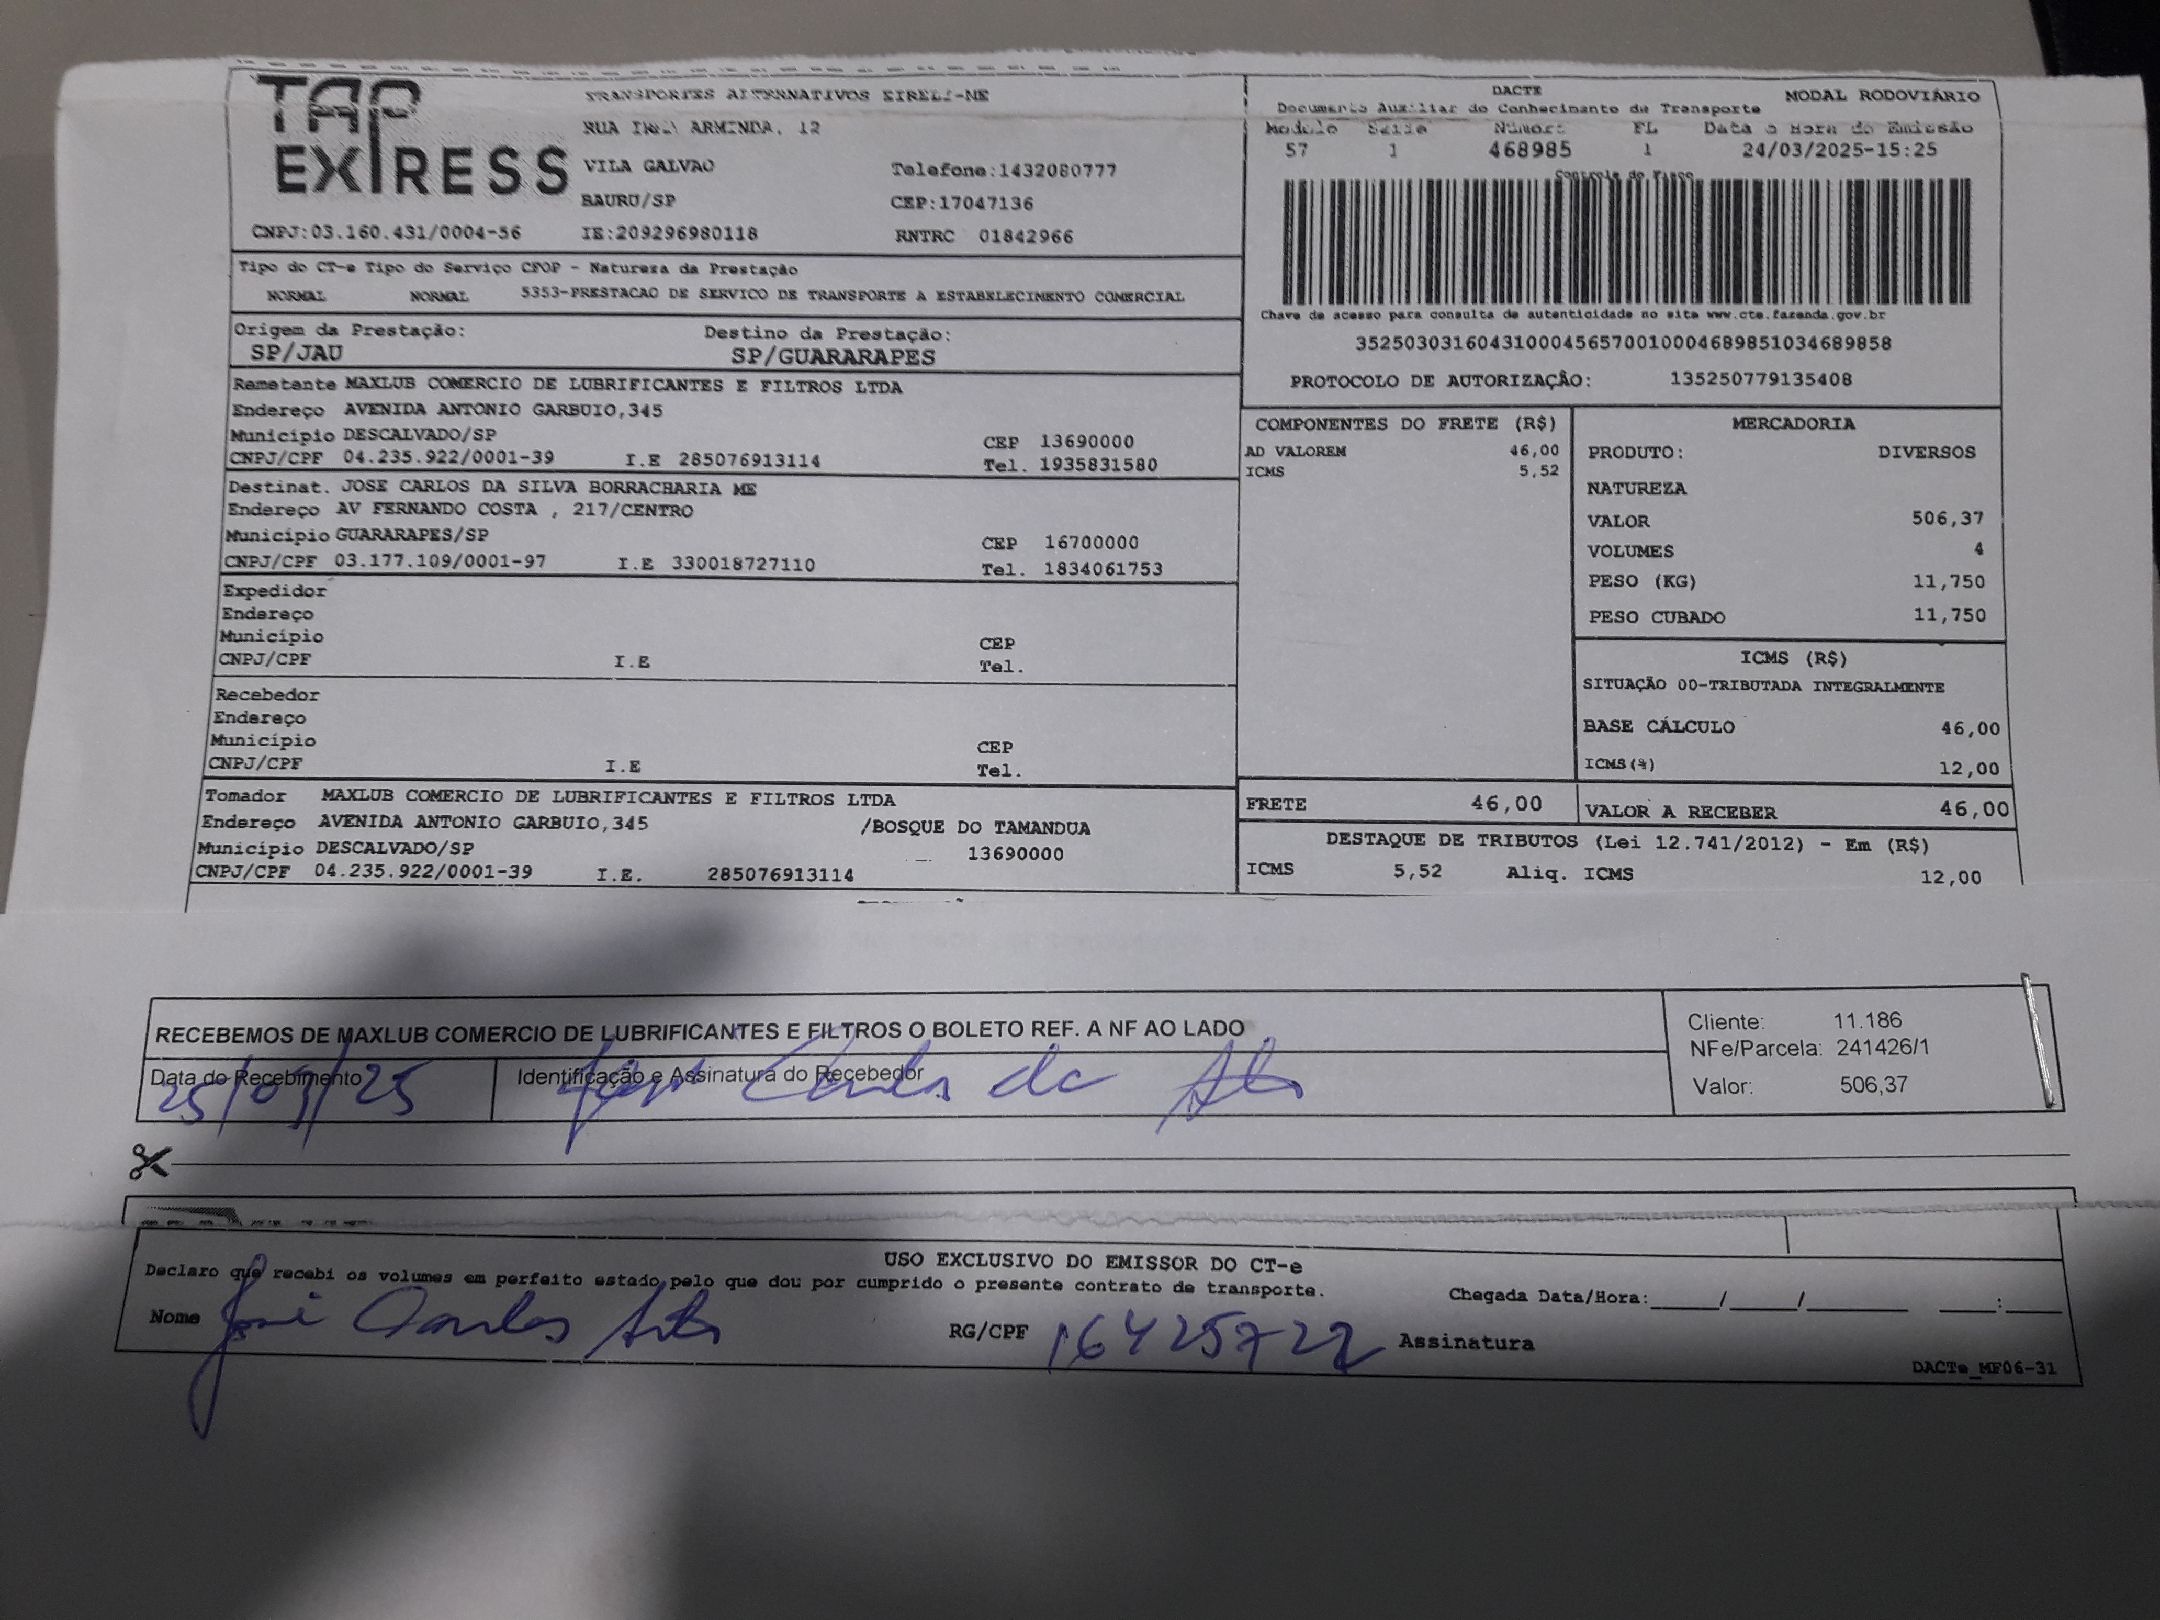 TAP
EXPRESS
TRANSPORTES ALTERNATIVOS EIRELI-ME
RUA ARMINDA, 12
VILA GALVAO Telefone:1432080777
BAURU/SP CEP:17047136
CNPJ:03.160.431/0004-56 IE:209296980118 RNTRC 01842966
DACTE MODAL RODOVIÁRIO
Documento Auxiliar do Conhecimento de Transporte
Modelo Série Número FL Data e Hora da Emissão
57 1 468985 1 24/03/2025-15:25
Controle do Fisco
Chave de acesso para consulta de autenticidade no site www.cte.fazenda.gov.br
35250303160431000456570010004689851034689858
PROTOCOLO DE AUTORIZAÇÃO: 135250779135408
Tipo do CT-e Tipo do Serviço CFOP - Natureza da Prestação
NORMAL NORMAL 5353-PRESTACAO DE SERVICO DE TRANSPORTE A ESTABELECIMENTO COMERCIAL
Origem da Prestação: Destino da Prestação:
SP/JAU SP/GUARARAPES
Remetente MAXLUB COMERCIO DE LUBRIFICANTES E FILTROS LTDA
Endereço AVENIDA ANTONIO GARBUIO,345
Município DESCALVADO/SP CEP 13690000
CNPJ/CPF 04.235.922/0001-39 I.E 285076913114 Tel. 1935831580
Destinat. JOSE CARLOS DA SILVA BORRACHARIA ME
Endereço AV FERNANDO COSTA , 217/CENTRO
Município GUARARAPES/SP CEP 16700000
CNPJ/CPF 03.177.109/0001-97 I.E 330018727110 Tel. 1834061753
Expedidor
Endereço
Município CEP
CNPJ/CPF I.E Tel.
Recebedor
Endereço
Município CEP
CNPJ/CPF I.E Tel.
Tomador MAXLUB COMERCIO DE LUBRIFICANTES E FILTROS LTDA
Endereço AVENIDA ANTONIO GARBUIO,345 /BOSQUE DO TAMANDUA
Município DESCALVADO/SP 13690000
CNPJ/CPF 04.235.922/0001-39 I.E. 285076913114
COMPONENTES DO FRETE (R$)
AD VALOREM 46,00
ICMS 5,52
MERCADORIA
PRODUTO: DIVERSOS
NATUREZA
VALOR 506,37
VOLUMES 4
PESO (KG) 11,750
PESO CUBADO 11,750
ICMS (R$)
SITUAÇÃO 00-TRIBUTADA INTEGRALMENTE
BASE CÁLCULO 46,00
ICMS(%) 12,00
FRETE 46,00 VALOR A RECEBER 46,00
DESTAQUE DE TRIBUTOS (Lei 12.741/2012) - Em (R$)
ICMS 5,52 Aliq. ICMS 12,00
RECEBEMOS DE MAXLUB COMERCIO DE LUBRIFICANTES E FILTROS O BOLETO REF. A NF AO LADO
Data do Recebimento Identificação e Assinatura do Recebedor
25/03/25 José Carlos da Silva
Cliente: 11.186
NFe/Parcela: 241426/1
Valor: 506,37
USO EXCLUSIVO DO EMISSOR DO CT-e
Declaro que recebi os volumes em perfeito estado pelo que dou por cumprido o presente contrato de transporte.
Chegada Data/Hora:____/____/______ ___:___
Nome José Carlos Silva RG/CPF 16425722 Assinatura
DACTe_MF06-31